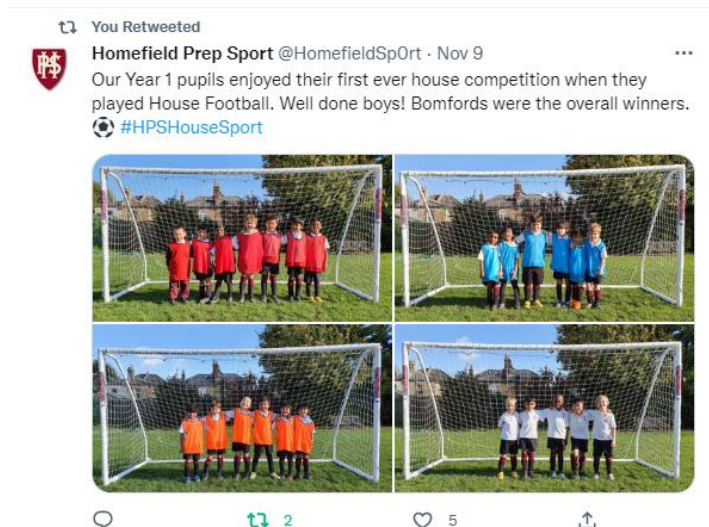 You Retweeted
Homefield Prep Sport @HomefieldSp0rt · Nov 9
Our Year 1 pupils enjoyed their first ever house competition when they
played House Football. Well done boys! Bomfords were the overall winners.
#HPSHouseSport
2
5